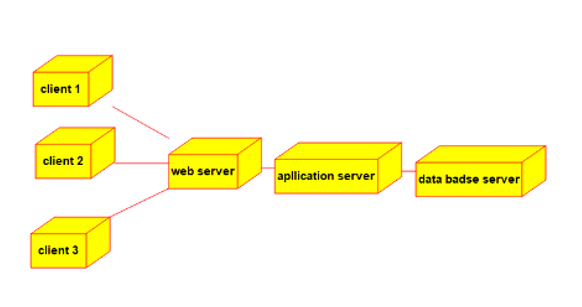 client 1
client 2
client 3
web server
apllication server
data badse server